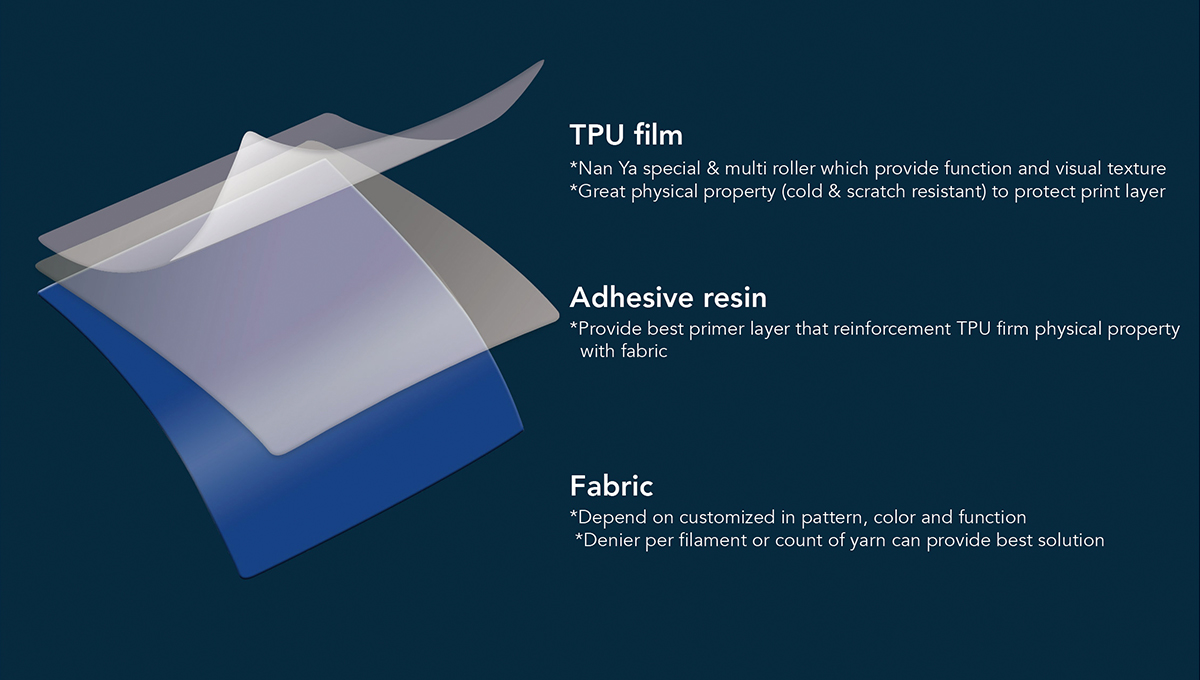 TPU film
*Nan Ya special & multi roller which provide function and visual texture
*Great physical property (cold & scratch resistant) to protect print layer
Adhesive resin
*Provide best primer layer that reinforcement TPU firm physical property
with fabric
Fabric
*Depend on customized in pattern, color and function
*Denier per filament or count of yarn can provide best solution